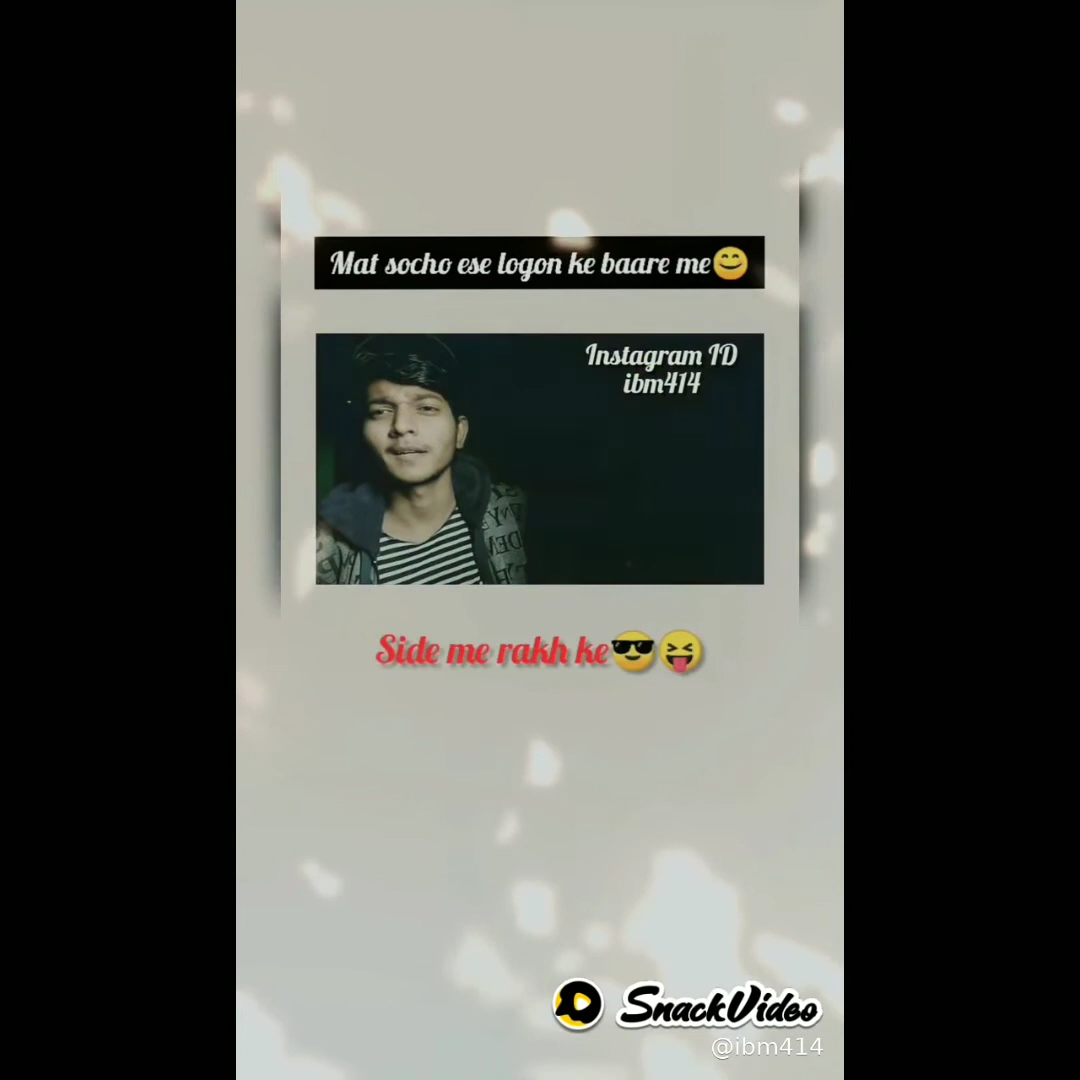 Mat socho ese logon ke baare me😊
Instagram ID
ibm414
Side me rakh ke😎😝
SnackVideo
@ibm414